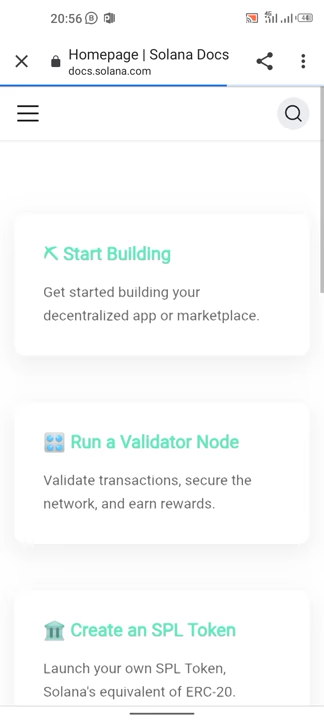 20:56
Homepage | Solana Docs
docs.solana.com
Start Building
Get started building your
decentralized app or marketplace.
Run a Validator Node
Validate transactions, secure the
network, and earn rewards.
Create an SPL Token
Launch your own SPL Token,
Solana's equivalent of ERC-20.